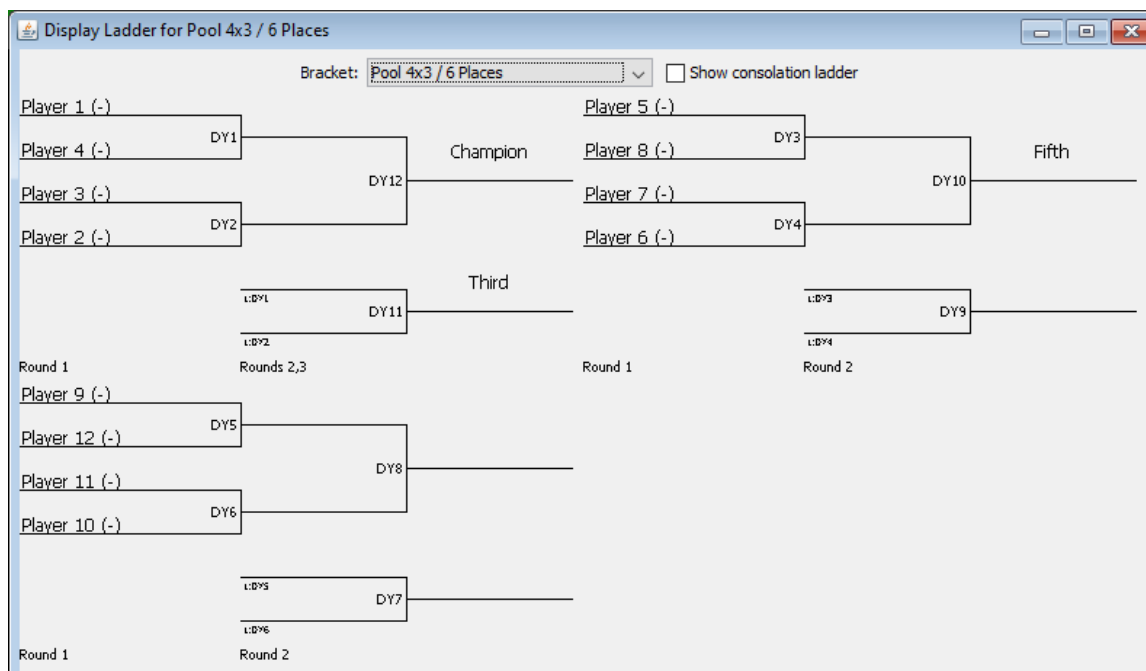 Display Ladder for Pool 4x3 / 6 Places
Bracket: Pool 4x3 / 6 Places Show consolation ladder
Player 1 (-)
DY1
Player 4 (-)
Champion
DY12
Player 3 (-)
DY2
Player 2 (-)
Third
L:DY1
DY11
L:DY2
Round 1 Rounds 2,3
Player 5 (-)
DY3
Player 8 (-)
Fifth
DY10
Player 7 (-)
DY4
Player 6 (-)
L:DY3
DY9
L:DY4
Round 1 Round 2
Player 9 (-)
DY5
Player 12 (-)
DY8
Player 11 (-)
DY6
Player 10 (-)
L:DY5
DY7
L:DY6
Round 1 Round 2